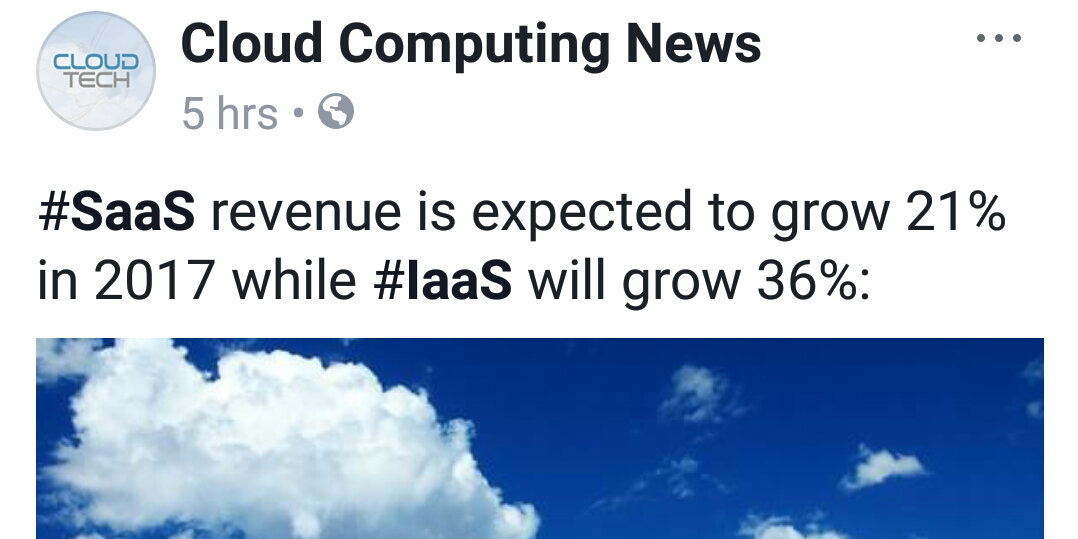 CLOUD
TECH
Cloud Computing News
5 hrs •
#SaaS revenue is expected to grow 21%
in 2017 while #IaaS will grow 36%: